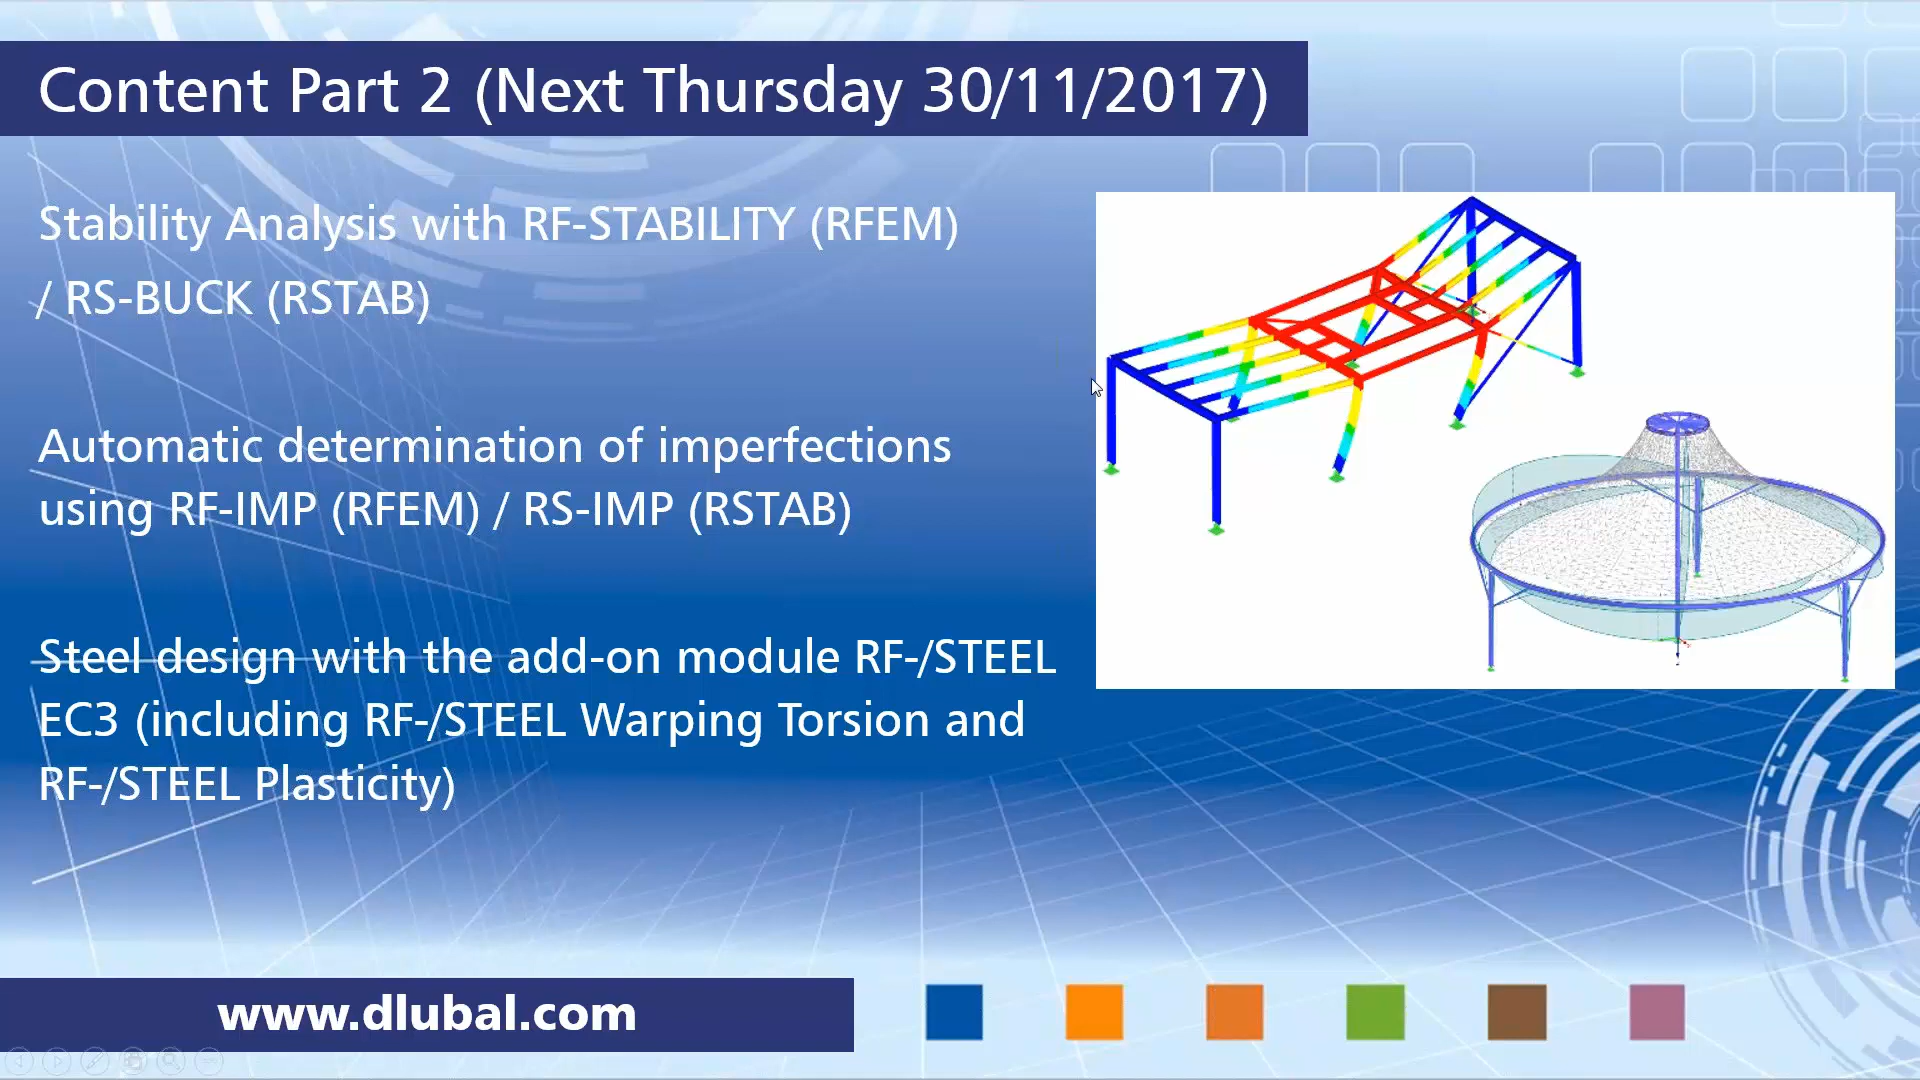 Content Part 2 (Next Thursday 30/11/2017)
Stability Analysis with RF-STABILITY (RFEM)
/ RS-BUCK (RSTAB)
Automatic determination of imperfections
using RF-IMP (RFEM) / RS-IMP (RSTAB)
Steel design with the add-on module RF-/STEEL
EC3 (including RF-/STEEL Warping Torsion and
RF-/STEEL Plasticity)
www.dlubal.com